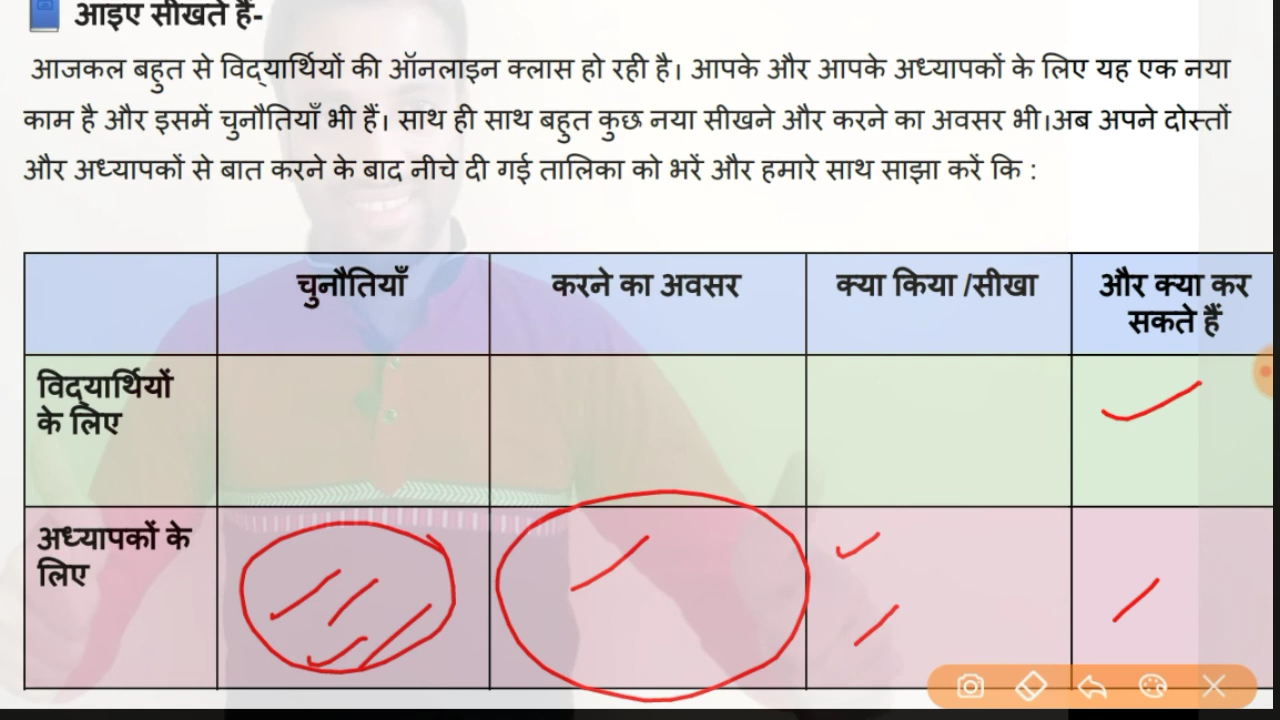 आइए सीखते हैं-
आजकल बहुत से विद्यार्थियों की ऑनलाइन क्लास हो रही है। आपके और आपके अध्यापकों के लिए यह एक नया
काम है और इसमें चुनौतियाँ भी हैं। साथ ही साथ बहुत कुछ नया सीखने और करने का अवसर भी।अब अपने दोस्तों
और अध्यापकों से बात करने के बाद नीचे दी गई तालिका को भरें और हमारे साथ साझा करें कि :
चुनौतियाँ
करने का अवसर
क्या किया /सीखा
और क्या कर
सकते हैं
विद्यार्थियों
के लिए
अध्यापकों के
लिए